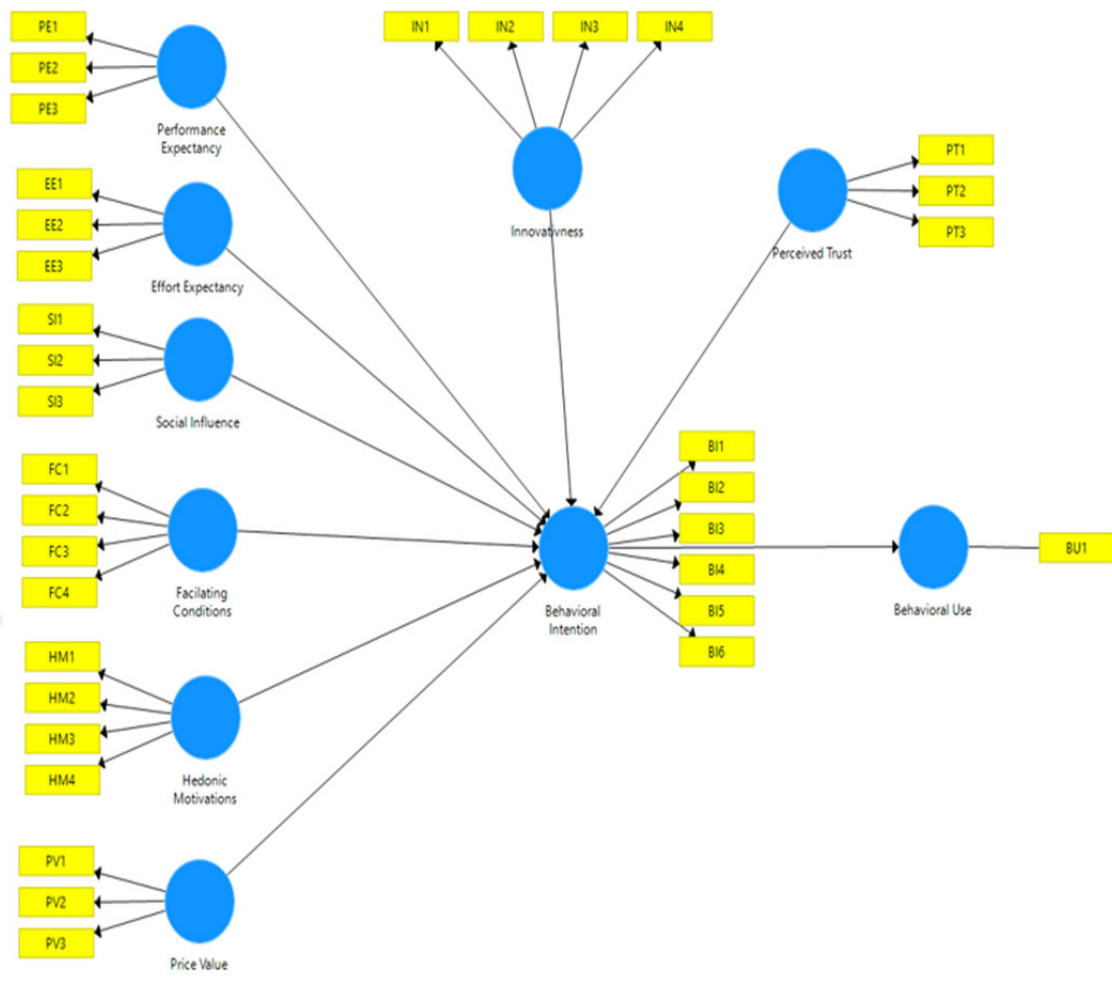 PE1
PE2
PE3
Performance
Expectancy
IN1
IN2
IN3
IN4
Innovativness
PT1
PT2
PT3
Perceived Trust
EE1
EE2
EE3
Effort Expectancy
SI1
SI2
SI3
Social Influence
FC1
FC2
FC3
FC4
Facilating
Conditions
BI1
BI2
BI3
BI4
BI5
BI6
Behavioral
Intention
Behavioral Use
BU1
HM1
HM2
HM3
HM4
Hedonic
Motivations
PV1
PV2
PV3
Price Value